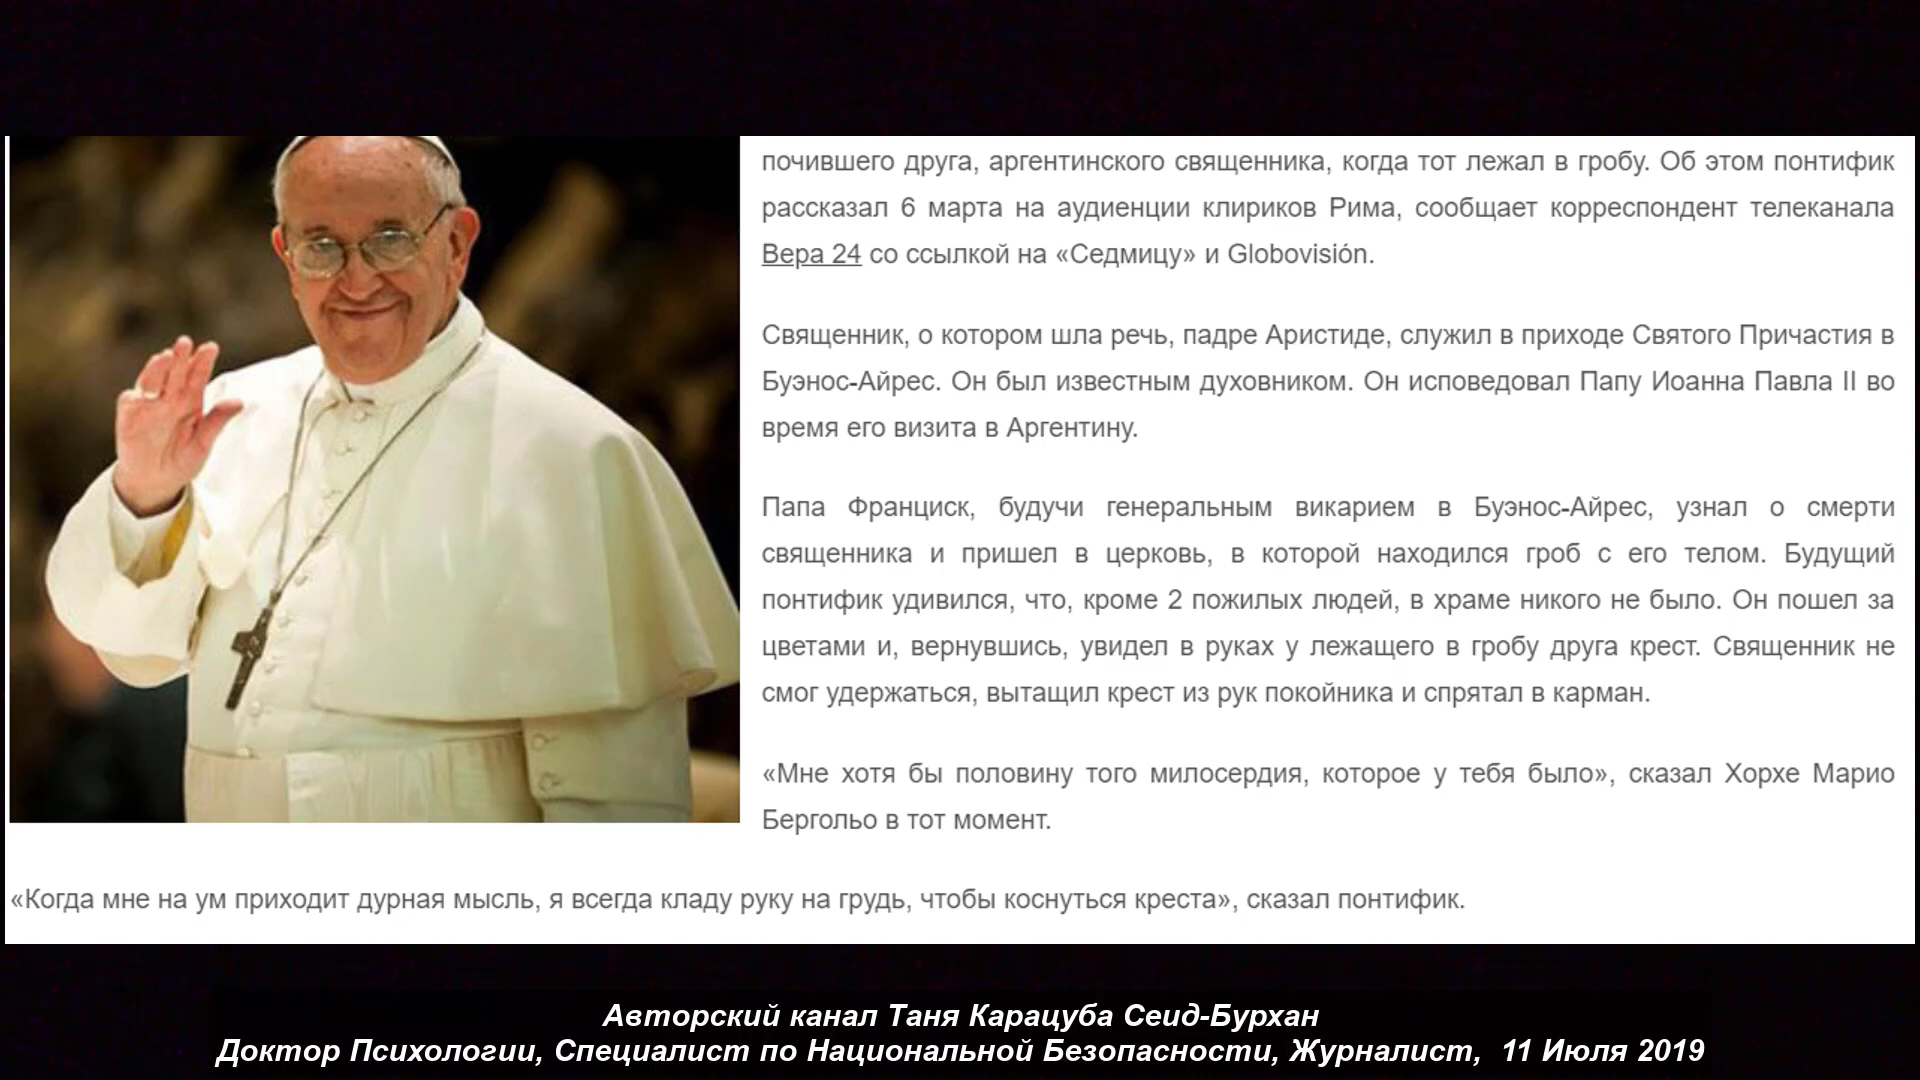 почившего друга, аргентинского священника, когда тот лежал в гробу. Об этом понтифик
рассказал 6 марта на аудиенции клириков Рима, сообщает корреспондент телеканала
Вера 24 со ссылкой на «Седмицу» и Globovisión.
Священник, о котором шла речь, падре Аристиде, служил в приходе Святого Причастия в
Буэнос-Айрес. Он был известным духовником. Он исповедовал Папу Иоанна Павла II во
время его визита в Аргентину.
Папа Франциск, будучи генеральным викарием в Буэнос-Айрес, узнал о смерти
священника и пришел в церковь, в которой находился гроб с его телом. Будущий
понтифик удивился, что, кроме 2 пожилых людей, в храме никого не было. Он пошел за
цветами и, вернувшись, увидел в руках у лежащего в гробу друга крест. Священник не
смог удержаться, вытащил крест из рук покойника и спрятал в карман.
«Мне хотя бы половину того милосердия, которое у тебя было», сказал Хорхе Марио
Бергольо в тот момент.
«Когда мне на ум приходит дурная мысль, я всегда кладу руку на грудь, чтобы коснуться креста», сказал понтифик.
Авторский канал Таня Карацуба Сеид-Бурхан
Доктор Психологии, Специалист по Национальной Безопасности, Журналист, 11 Июля 2019